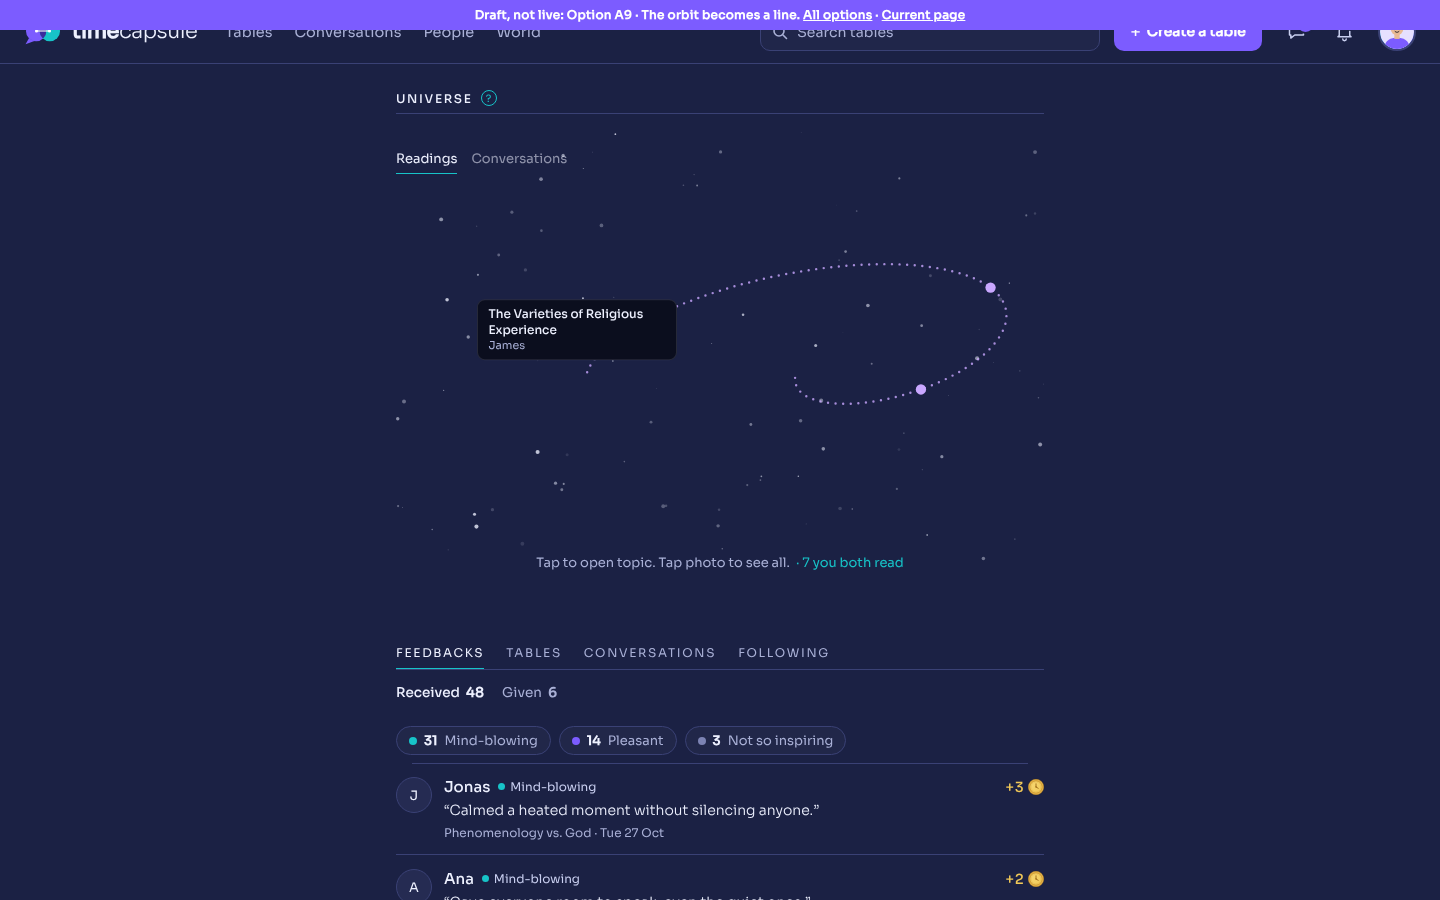 Draft, not live: Option A9 · The orbit becomes a line. All options · Current page
timecapsule Tables Conversations People World Search tables + Create a table
UNIVERSE ?
Readings Conversations
The Varieties of Religious
Experience
James
Tap to open topic. Tap photo to see all. · 7 you both read
FEEDBACKS TABLES CONVERSATIONS FOLLOWING
Received 48 Given 6
31 Mind-blowing 14 Pleasant 3 Not so inspiring
J Jonas Mind-blowing +3
“Calmed a heated moment without silencing anyone.”
Phenomenology vs. God · Tue 27 Oct
A Ana Mind-blowing +2